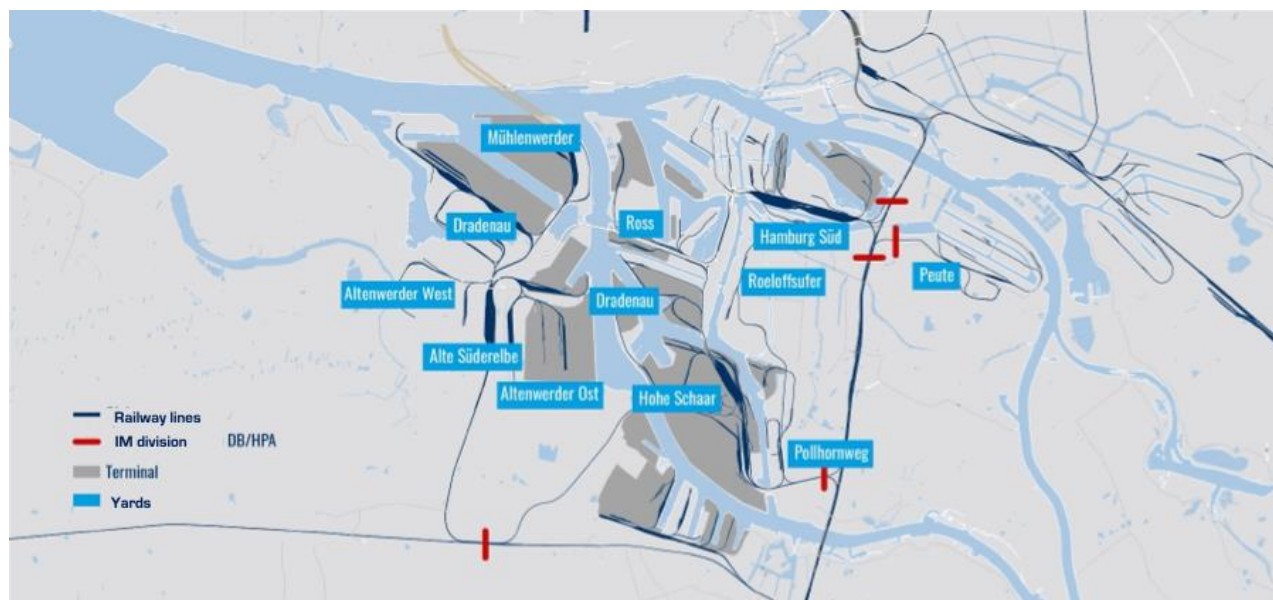 Mühlenwerder
Dradenau
Ross
Hamburg Süd
Peute
Roeloffsufer
Altenwerder West
Dradenau
Alte Süderelbe
Altenwerder Ost
Hohe Schaar
Pollhornweg
Railway lines
IM division DB/HPA
Terminal
Yards